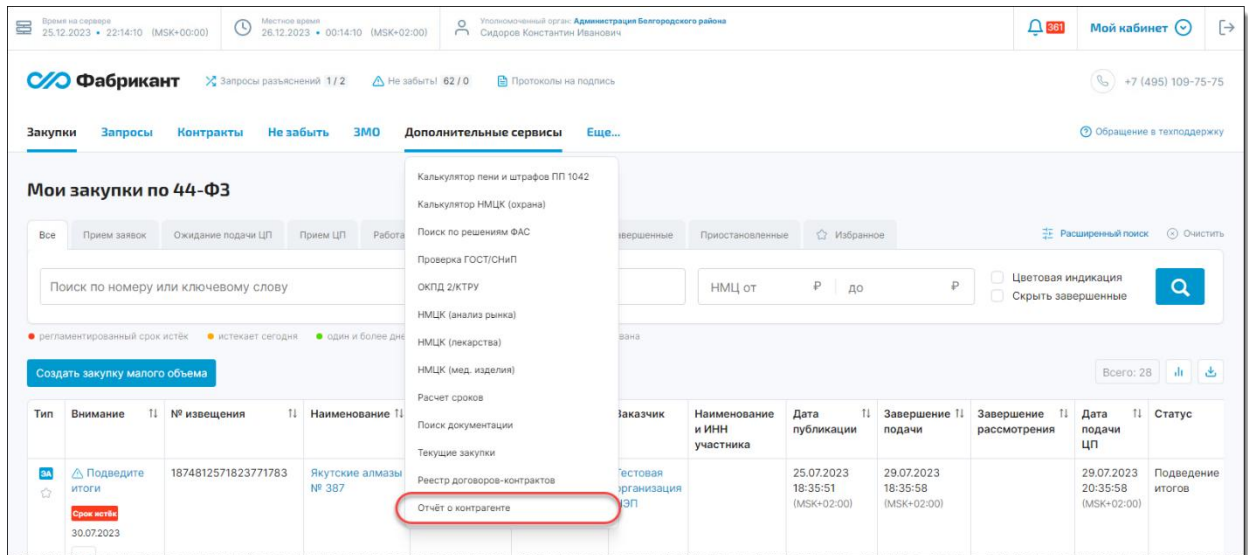 Время на сервере
25.12.2023 • 22:14:10 (MSK+00:00)
Местное время
26.12.2023 • 00:14:10 (MSK+02:00)
Уполномоченный орган: Администрация Белгородского района
Сидоров Константин Иванович
361
Мой кабинет
Фабрикант
Запросы разъяснений 1 / 2
Не забыть! 62 / 0
Протоколы на подпись
+7 (495) 109-75-75
Закупки Запросы Контракты Не забыть ЗМО Дополнительные сервисы Еще...
Обращение в техподдержку
Калькулятор пени и штрафов ПП 1042
Калькулятор НМЦК (охрана)
Поиск по решениям ФАС
Проверка ГОСТ/СНиП
ОКПД 2/КТРУ
НМЦК (анализ рынка)
НМЦК (лекарства)
НМЦК (мед. изделия)
Расчет сроков
Поиск документации
Текущие закупки
Реестр договоров-контрактов
Отчёт о контрагенте
Мои закупки по 44-ФЗ
Все Прием заявок Ожидание подачи ЦП Прием ЦП Работа авершенные Приостановленные Избранное
Расширенный поиск Очистить
Поиск по номеру или ключевому слову
НМЦ от ₽ до ₽
Цветовая индикация
Скрыть завершенные
регламентированный срок истёк истекает сегодня один и более дне вана
Создать закупку малого объема
Всего: 28
Тип Внимание № извещения Наименование Заказчик Наименование и ИНН участника Дата публикации Завершение подачи Завершение рассмотрения Дата подачи ЦП Статус
ЭА
Подведите итоги
Срок истёк
30.07.2023
1874812571823771783
Якутские алмазы № 387
Тестовая организация ЧЭП
25.07.2023
18:35:51
(MSK+02:00)
29.07.2023
18:35:58
(MSK+02:00)
29.07.2023
20:35:58
(MSK+02:00)
Подведение итогов